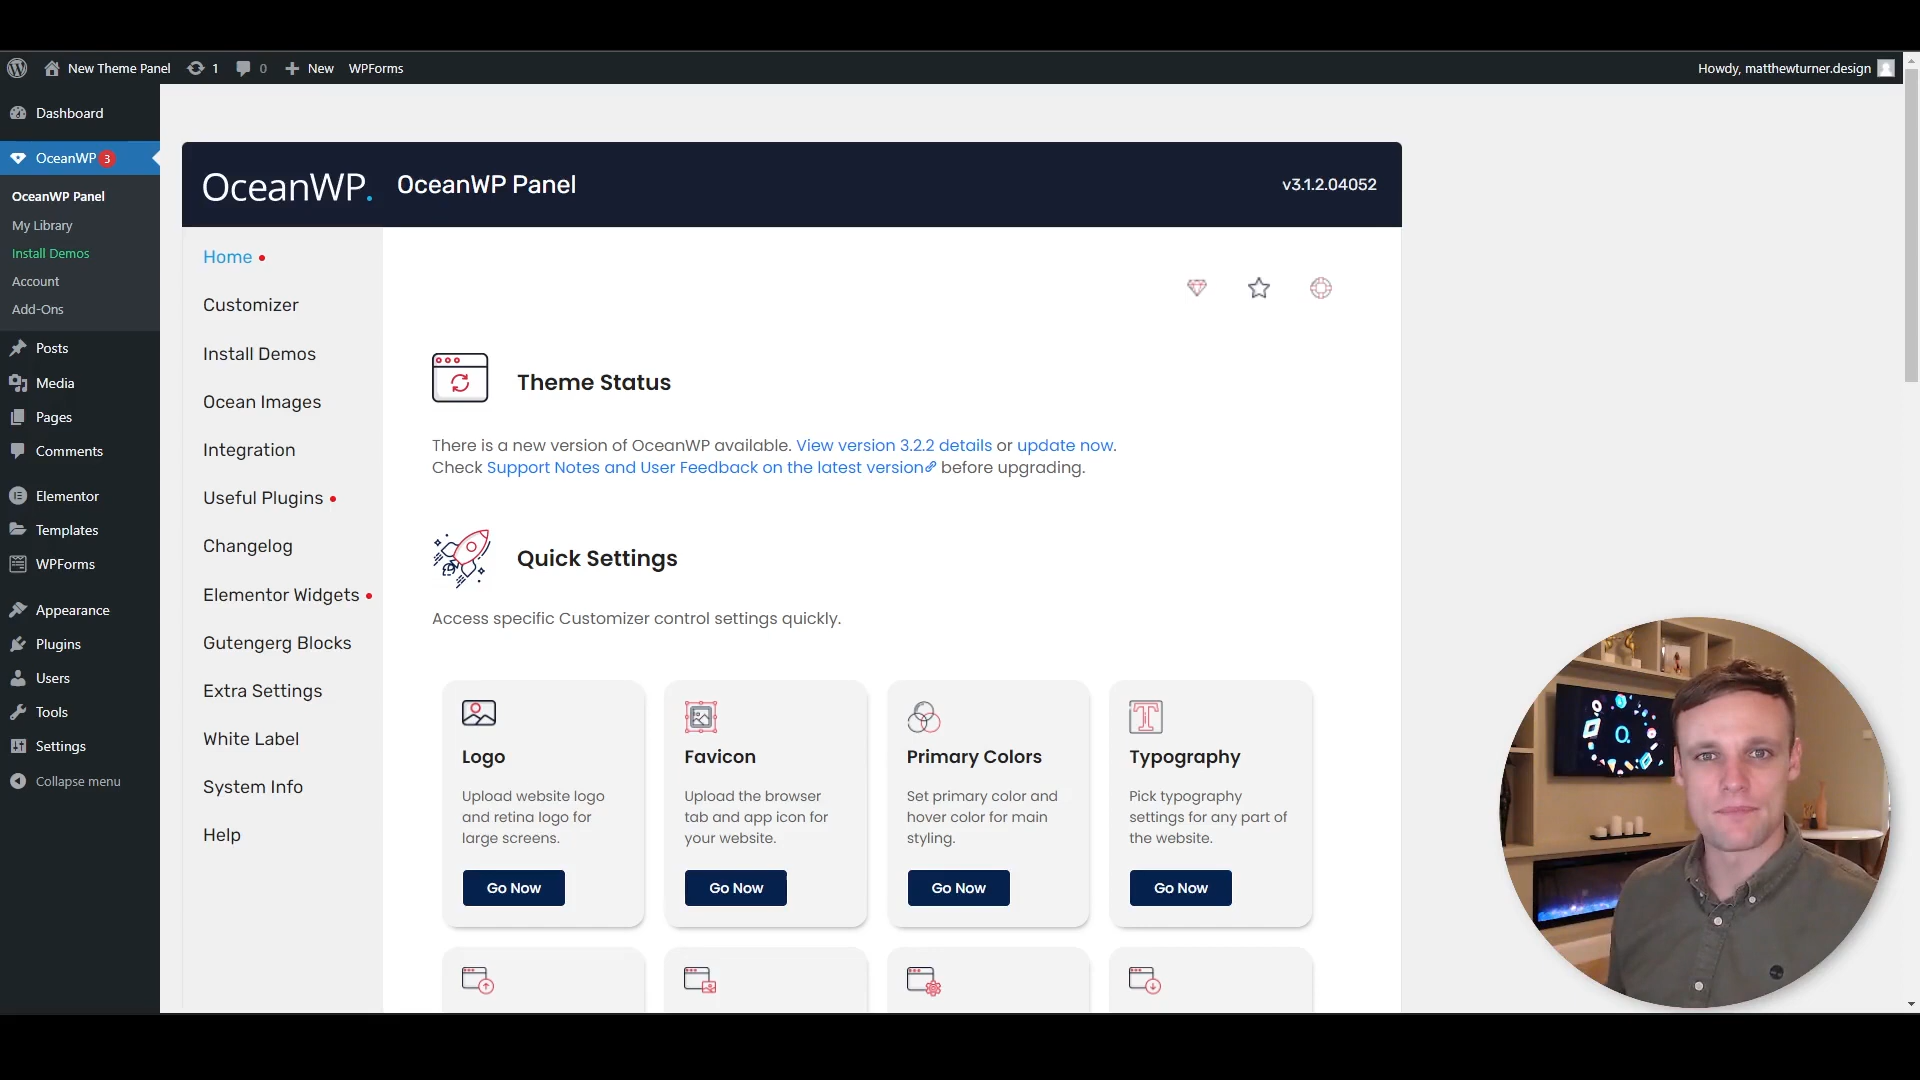 New Theme Panel
1
0
New
WPForms
Howdy, matthewturner.design
Dashboard
OceanWP 3
OceanWP Panel
My Library
Install Demos
Account
Add-Ons
Posts
Media
Pages
Comments
Elementor
Templates
WPForms
Appearance
Plugins
Users
Tools
Settings
Collapse menu
OceanWP.
OceanWP Panel
v3.1.2.04052
Home
Customizer
Install Demos
Ocean Images
Integration
Useful Plugins
Changelog
Elementor Widgets
Gutengerg Blocks
Extra Settings
White Label
System Info
Help
Theme Status
There is a new version of OceanWP available. View version 3.2.2 details or update now.
Check Support Notes and User Feedback on the latest version before upgrading.
Quick Settings
Access specific Customizer control settings quickly.
Logo
Upload website logo
and retina logo for
large screens.
Go Now
Favicon
Upload the browser
tab and app icon for
your website.
Go Now
Primary Colors
Set primary color and
hover color for main
styling.
Go Now
Typography
Pick typography
settings for any part of
the website.
Go Now
O.